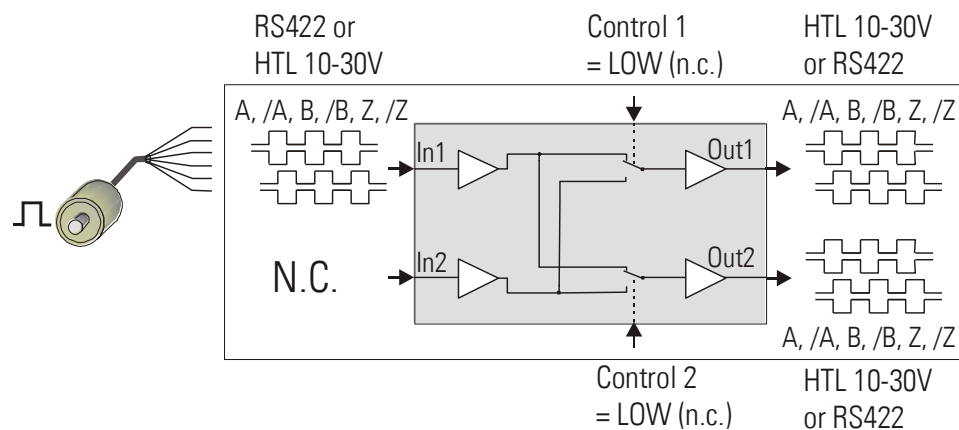 RS422 or
HTL 10-30V
Control 1
= LOW (n.c.)
HTL 10-30V
or RS422
A, /A, B, /B, Z, /Z
A, /A, B, /B, Z, /Z
In1
Out1
N.C.
In2
Out2
A, /A, B, /B, Z, /Z
Control 2
= LOW (n.c.)
HTL 10-30V
or RS422